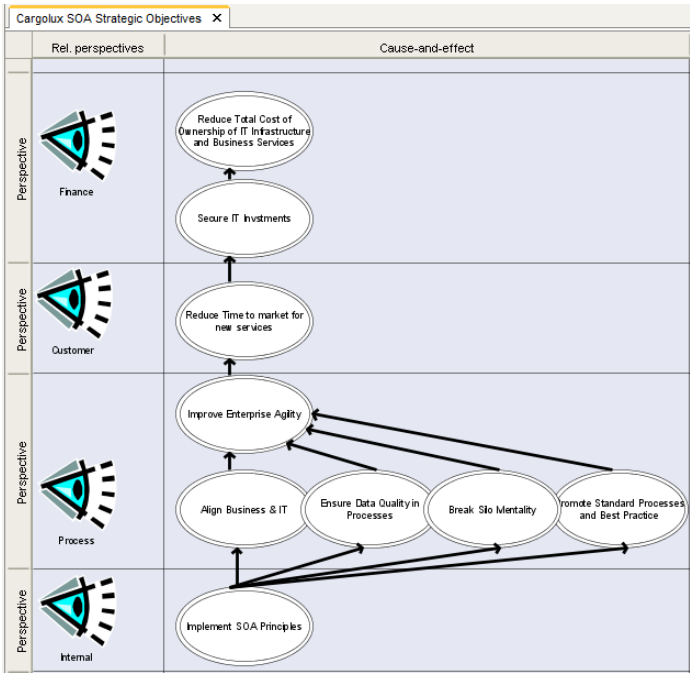 Cargolux SOA Strategic Objectives X
Rel. perspectives
Cause-and-effect
Perspective
Finance
Reduce Total Cost of
Ownership of IT Infrastructure
and Business Services
Secure IT Invstments
Perspective
Customer
Reduce Time to market for
new services
Perspective
Process
Improve Enterprise Agility
Align Business & IT
Ensure Data Quality in
Processes
Break Silo Mentality
romote Standard Processes
and Best Practice
Perspective
Internal
Implement SOA Principles